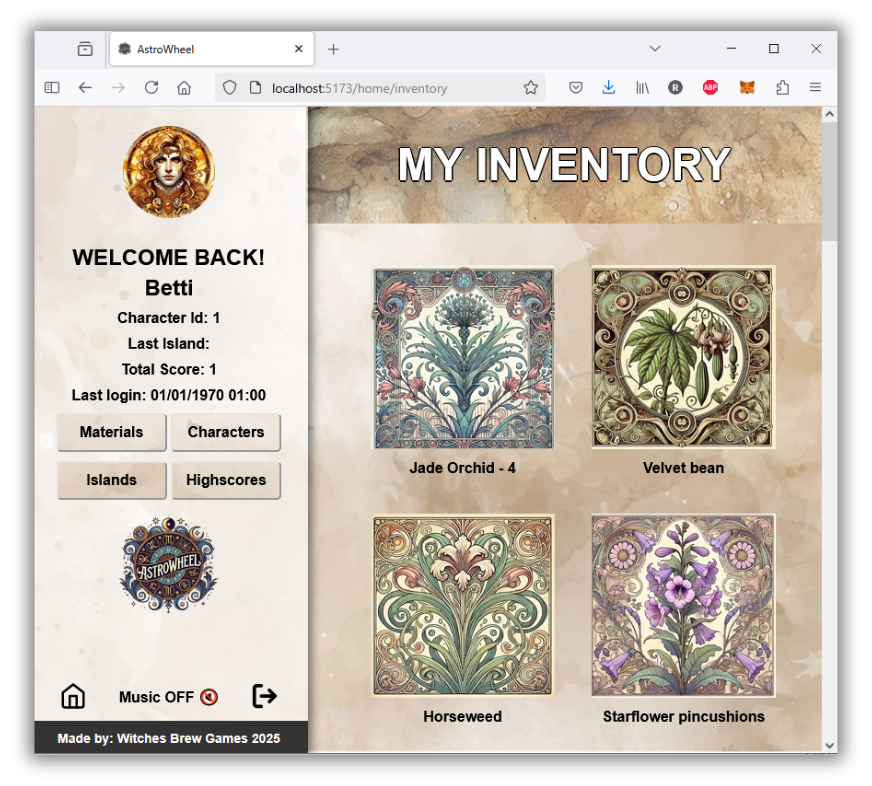 AstroWheel
localhost:5173/home/inventory
R
ABP
MY INVENTORY
WELCOME BACK!
Betti
Character Id: 1
Last Island:
Total Score: 1
Last login: 01/01/1970 01:00
Materials
Characters
Islands
Highscores
ASTROWHEEL
Music OFF
Made by: Witches Brew Games 2025
Jade Orchid - 4
Velvet bean
Horseweed
Starflower pincushions